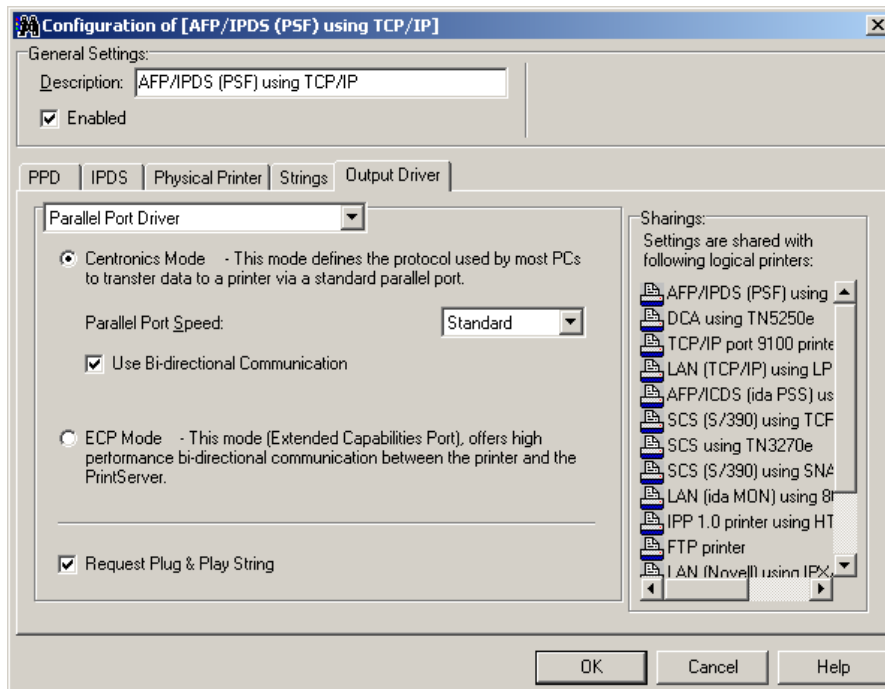 Configuration of [AFP/IPDS (PSF) using TCP/IP]
General Settings:
Description: AFP/IPDS (PSF) using TCP/IP
Enabled
PPD IPDS Physical Printer Strings Output Driver
Parallel Port Driver
Centronics Mode - This mode defines the protocol used by most PCs
to transfer data to a printer via a standard parallel port.
Parallel Port Speed: Standard
Use Bi-directional Communication
ECP Mode - This mode (Extended Capabilities Port), offers high
performance bi-directional communication between the printer and the
PrintServer.
Request Plug & Play String
Sharings:
Settings are shared with
following logical printers:
AFP/IPDS (PSF) using
DCA using TN5250e
TCP/IP port 9100 printe
LAN (TCP/IP) using LP
AFP/ICDS (ida PSS) us
SCS (S/390) using TCF
SCS using TN3270e
SCS (S/390) using SNA
LAN (ida MON) using 8
IPP 1.0 printer using HT
FTP printer
LAN (Novell) using IPX
OK Cancel Help